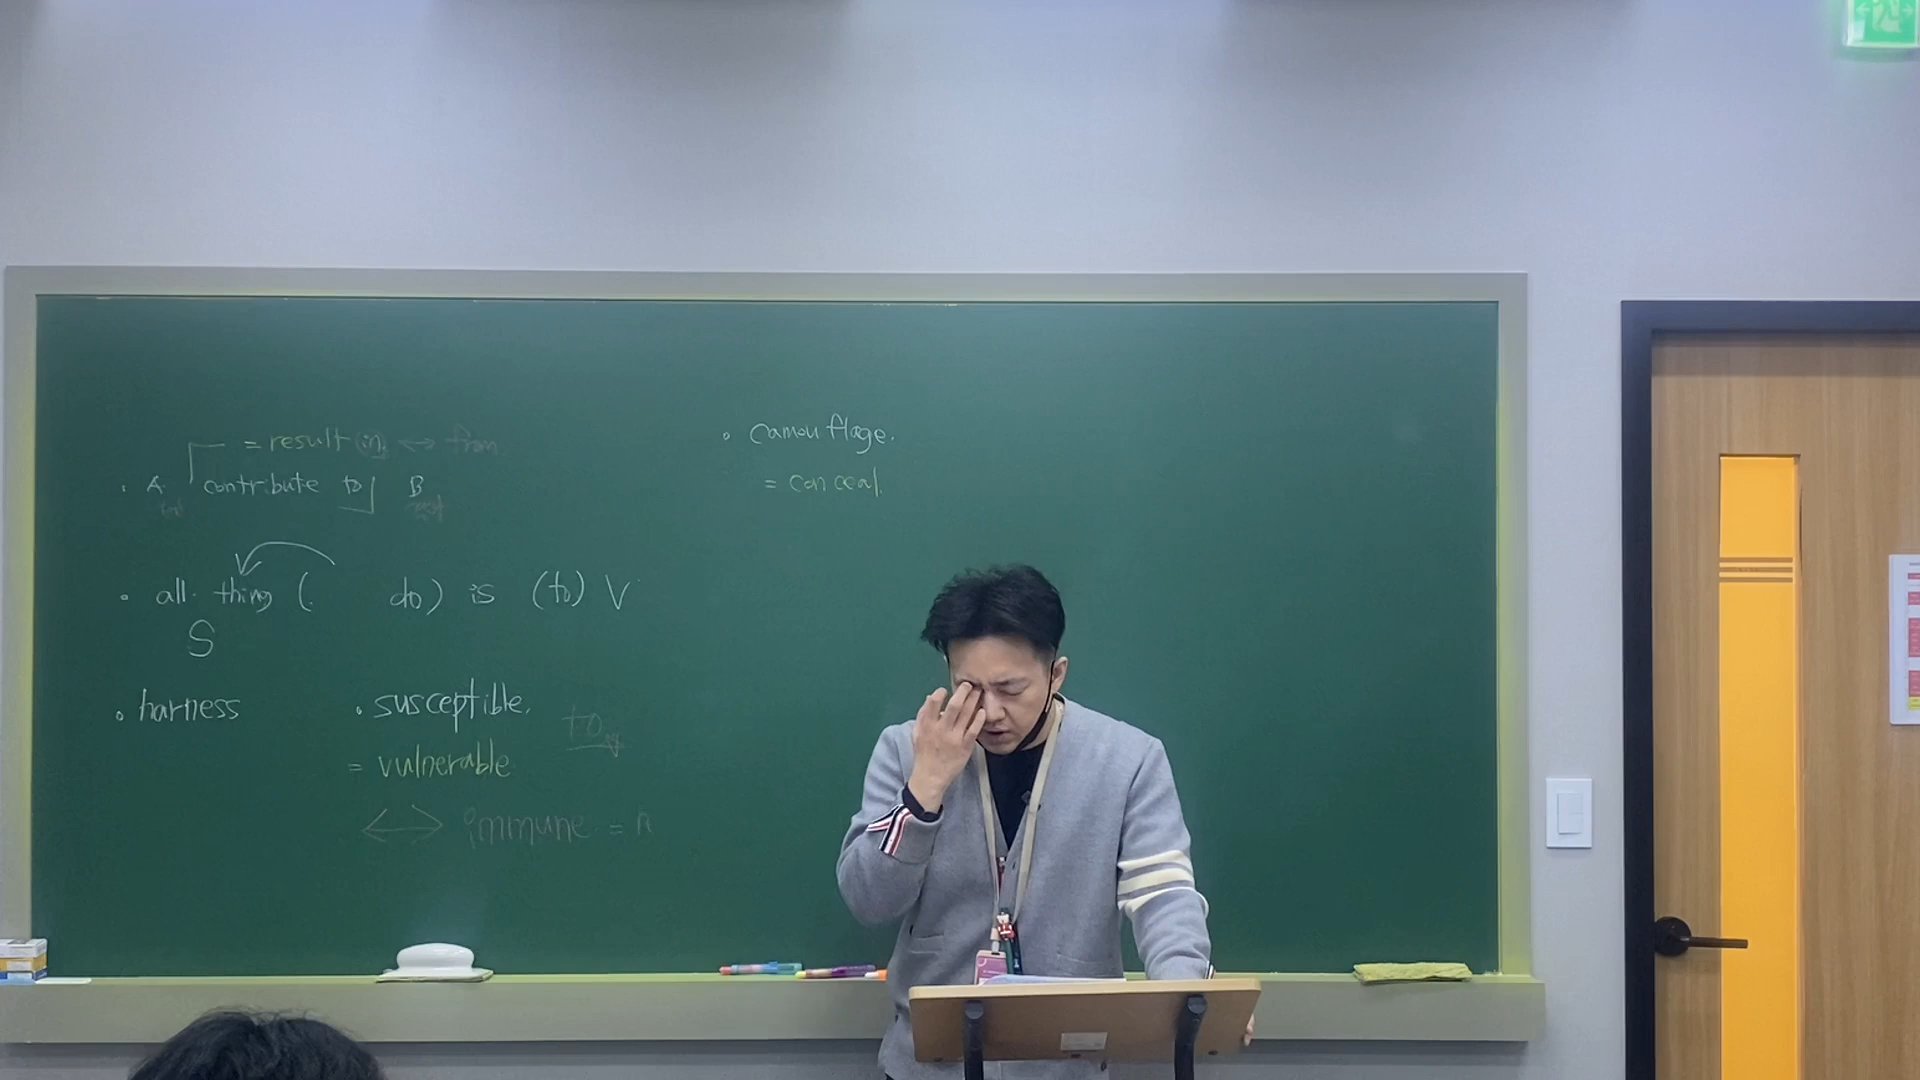 = result in ↔ from
• A contribute to B
• all thing ( do) is (to) V
S
• harness
• susceptible. to
= vulnerable
↔ immune =
• camouflage.
= conceal.